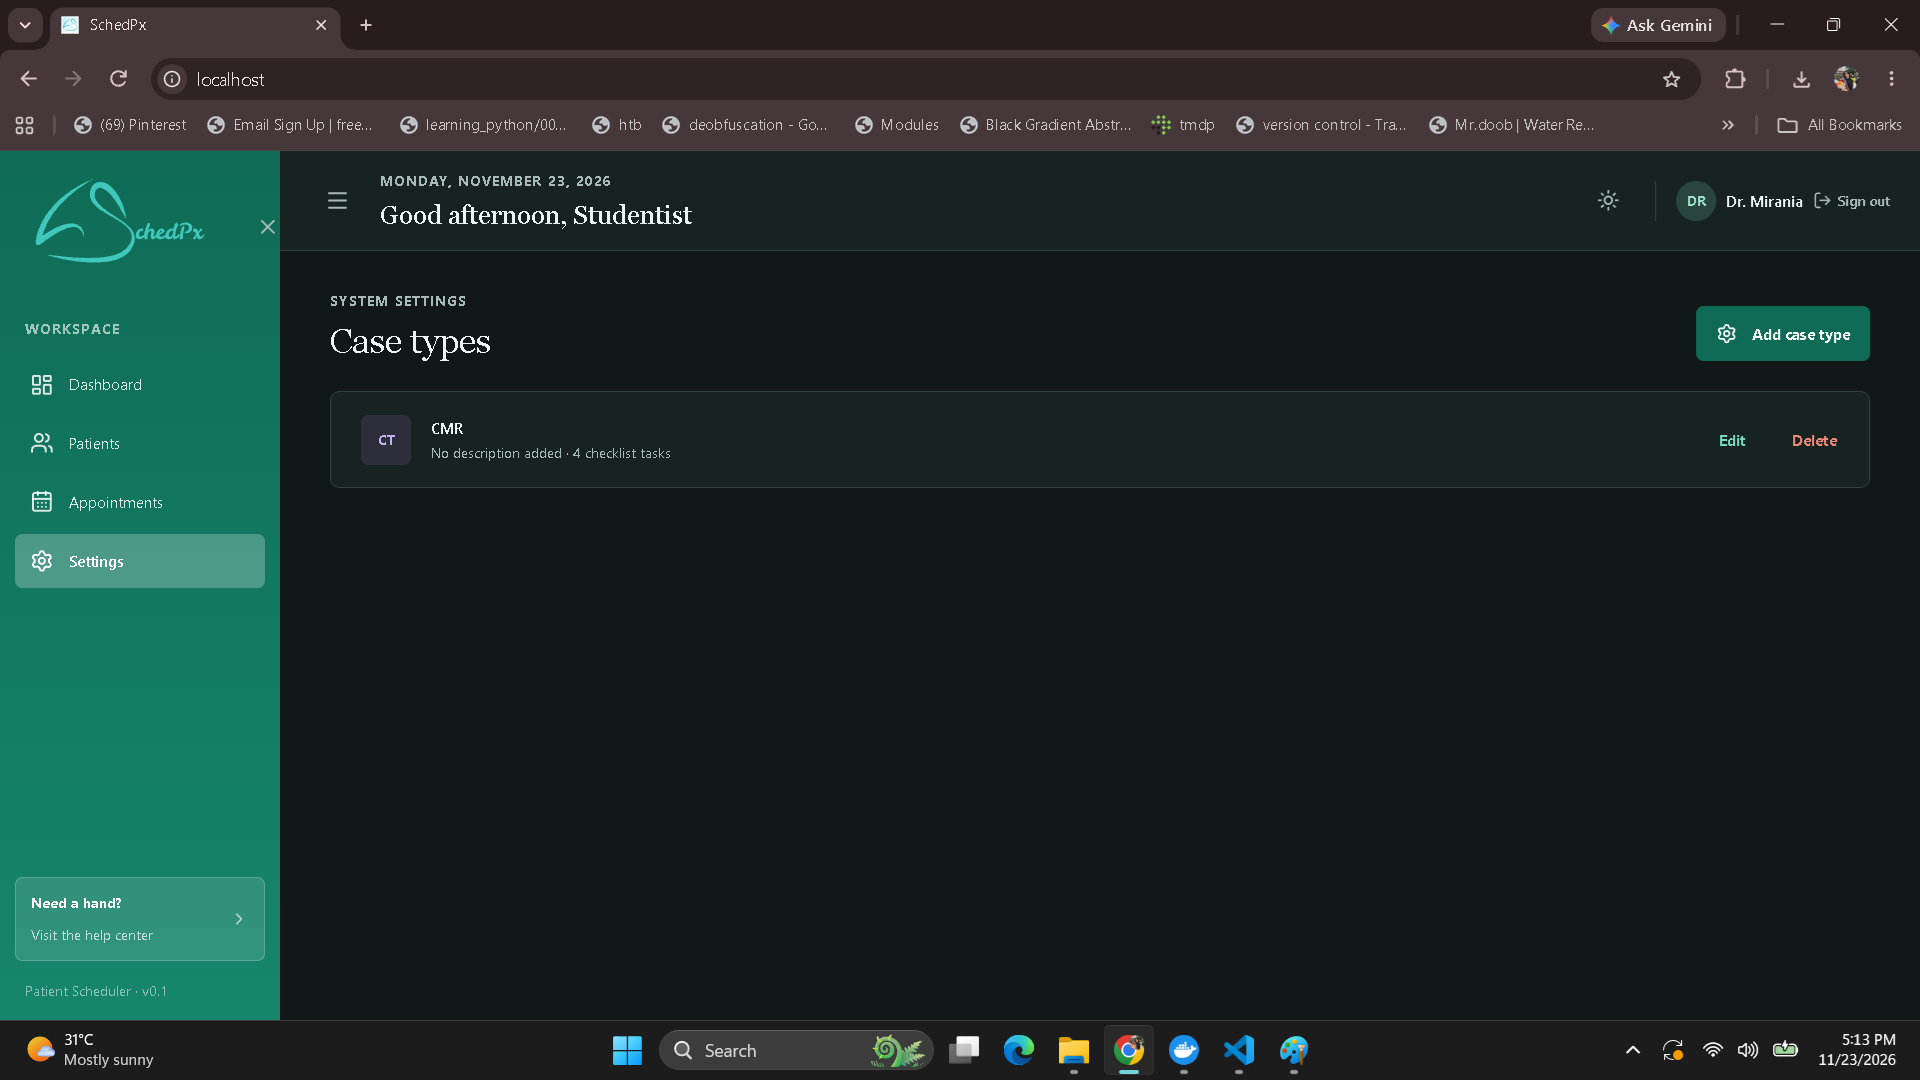 SchedPx
Ask Gemini
localhost
(69) Pinterest
Email Sign Up | free...
learning_python/00...
htb
deobfuscation - Go...
Modules
Black Gradient Abstr...
tmdp
version control - Tra...
Mr.doob | Water Re...
All Bookmarks
SchedPx
MONDAY, NOVEMBER 23, 2026
Good afternoon, Studentist
DR
Dr. Mirania
Sign out
WORKSPACE
Dashboard
Patients
Appointments
Settings
SYSTEM SETTINGS
Case types
Add case type
CT
CMR
No description added · 4 checklist tasks
Edit
Delete
Need a hand?
Visit the help center
Patient Scheduler · v0.1
31°C
Mostly sunny
Search
5:13 PM
11/23/2026